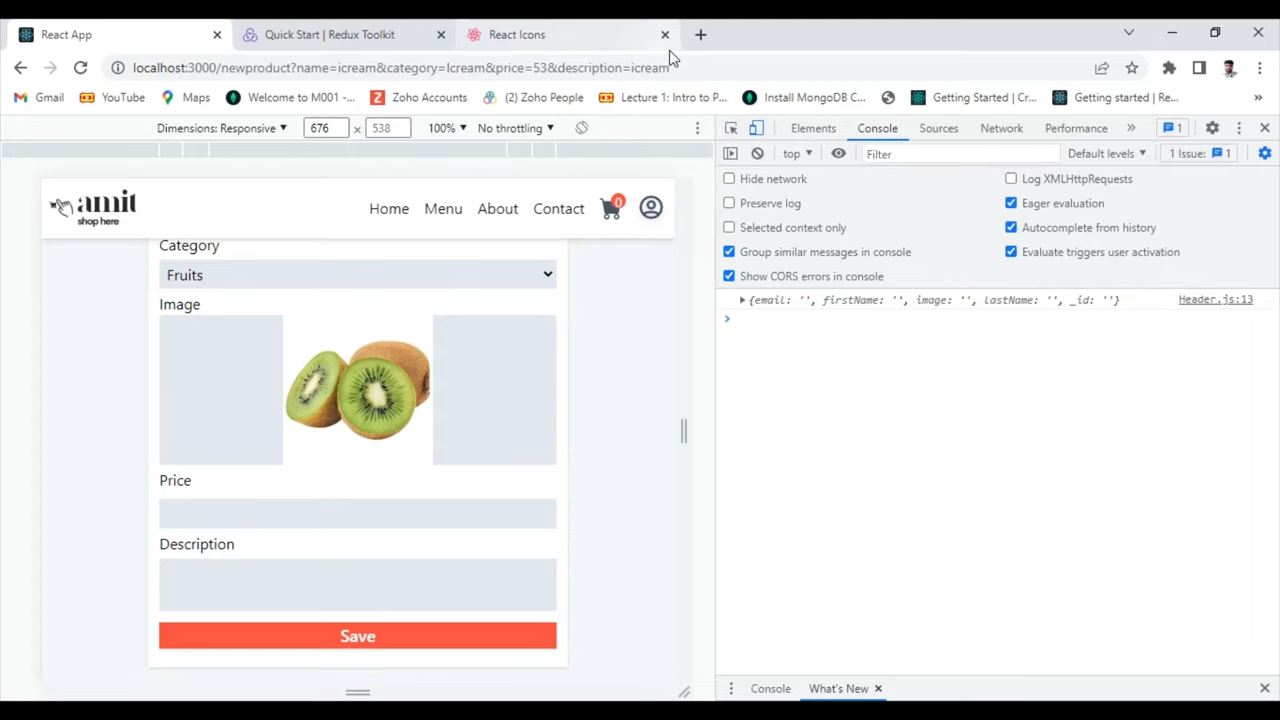 React App
Quick Start | Redux Toolkit
React Icons
localhost:3000/newproduct?name=icream&category=Icream&price=53&description=icream
Gmail
YouTube
Maps
Welcome to M001 -...
Zoho Accounts
(2) Zoho People
Lecture 1: Intro to P...
Install MongoDB C...
Getting Started | Cr...
Getting started | Re...
»
Dimensions: Responsive
676 × 538
100%
No throttling
Elements
Console
Sources
Network
Performance
»
1
top
Filter
Default levels
1 Issue: 1
Hide network
Log XMLHttpRequests
Preserve log
Eager evaluation
Selected context only
Autocomplete from history
Group similar messages in console
Evaluate triggers user activation
Show CORS errors in console
{email: '', firstName: '', image: '', lastName: '', _id: ''}
Header.js:13
amit
shop here
Home
Menu
About
Contact
0
Category
Fruits
Image
Price
Description
Save
Console
What's New